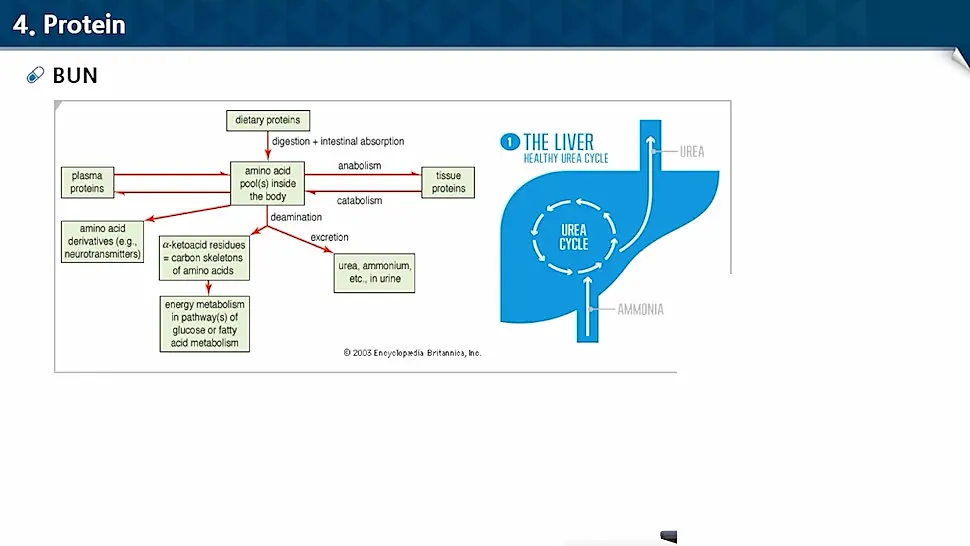 4. Protein
BUN
dietary proteins
digestion + intestinal absorption
plasma
proteins
amino acid
pool(s) inside
the body
anabolism
catabolism
tissue
proteins
deamination
excretion
amino acid
derivatives (e.g.,
neurotransmitters)
α-ketoacid residues
= carbon skeletons
of amino acids
urea, ammonium,
etc., in urine
energy metabolism
in pathway(s) of
glucose or fatty
acid metabolism
© 2003 Encyclopædia Britannica, Inc.
1 THE LIVER
HEALTHY UREA CYCLE
UREA
UREA
CYCLE
AMMONIA